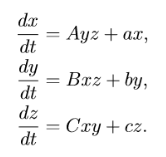 dx/dt = Ayz + ax,
dy/dt = Bxz + by,
dz/dt = Cxy + cz.